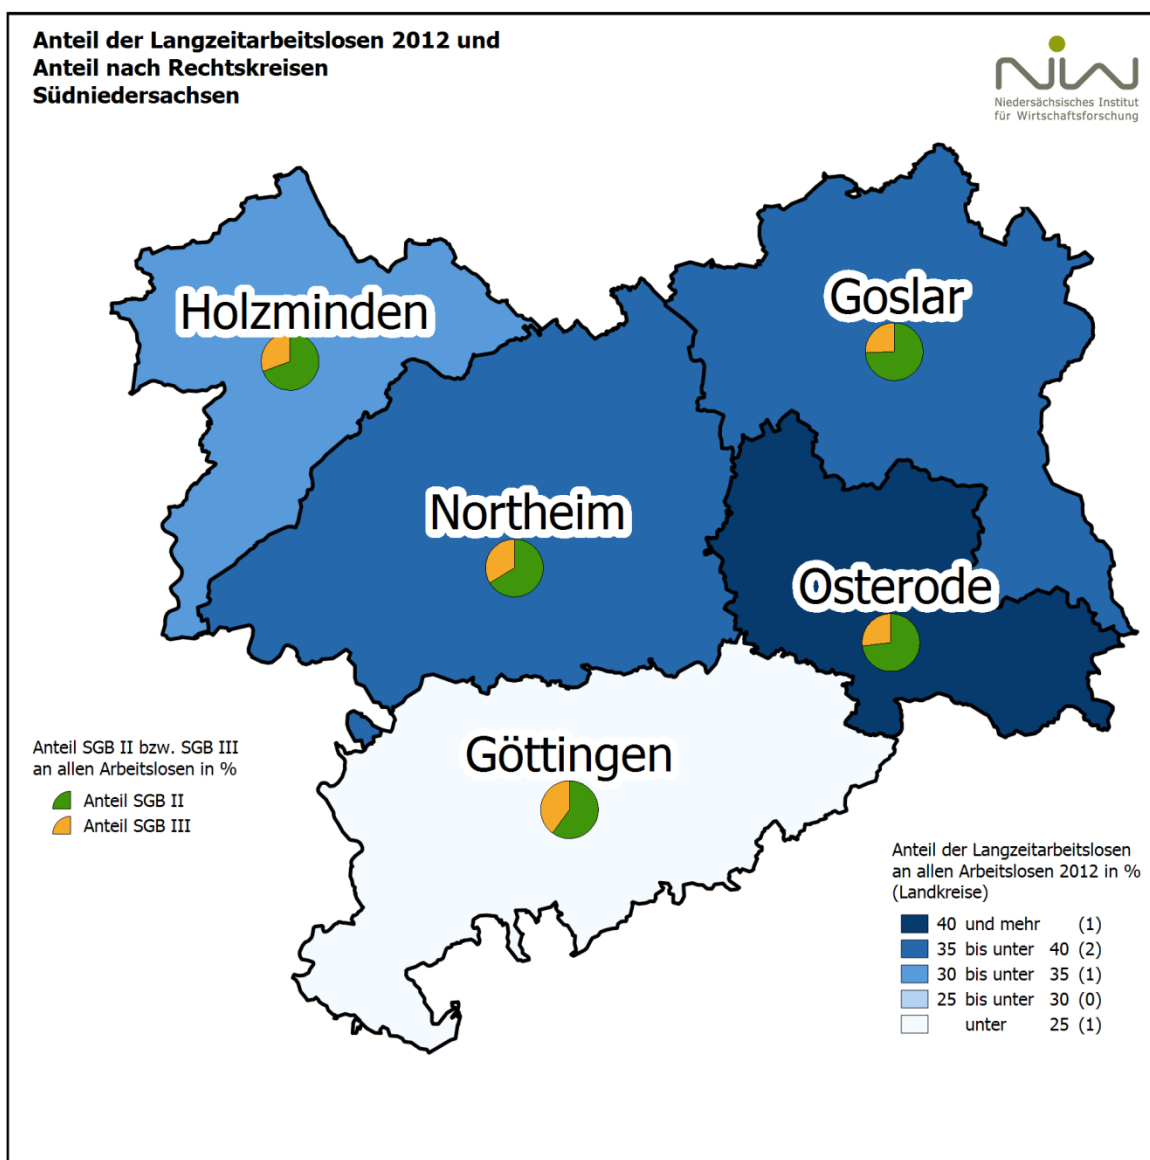 Anteil der Langzeitarbeitslosen 2012 und
Anteil nach Rechtskreisen
Südniedersachsen
NIW
Niedersächsisches Institut
für Wirtschaftsforschung
Holzminden
Goslar
Northeim
Osterode
Göttingen
Anteil SGB II bzw. SGB III
an allen Arbeitslosen in %
Anteil SGB II
Anteil SGB III
Anteil der Langzeitarbeitslosen
an allen Arbeitslosen 2012 in %
(Landkreise)
40 und mehr (1)
35 bis unter 40 (2)
30 bis unter 35 (1)
25 bis unter 30 (0)
unter 25 (1)